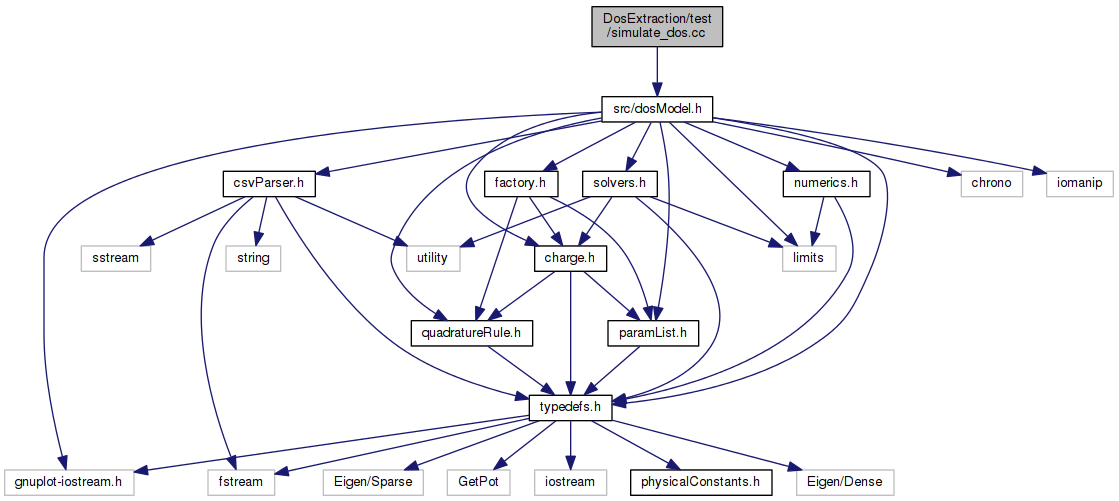 DosExtraction/test
/simulate_dos.cc
src/dosModel.h
csvParser.h
factory.h
solvers.h
numerics.h
chrono
iomanip
sstream
string
utility
charge.h
limits
quadratureRule.h
paramList.h
typedefs.h
gnuplot-iostream.h
fstream
Eigen/Sparse
GetPot
iostream
physicalConstants.h
Eigen/Dense